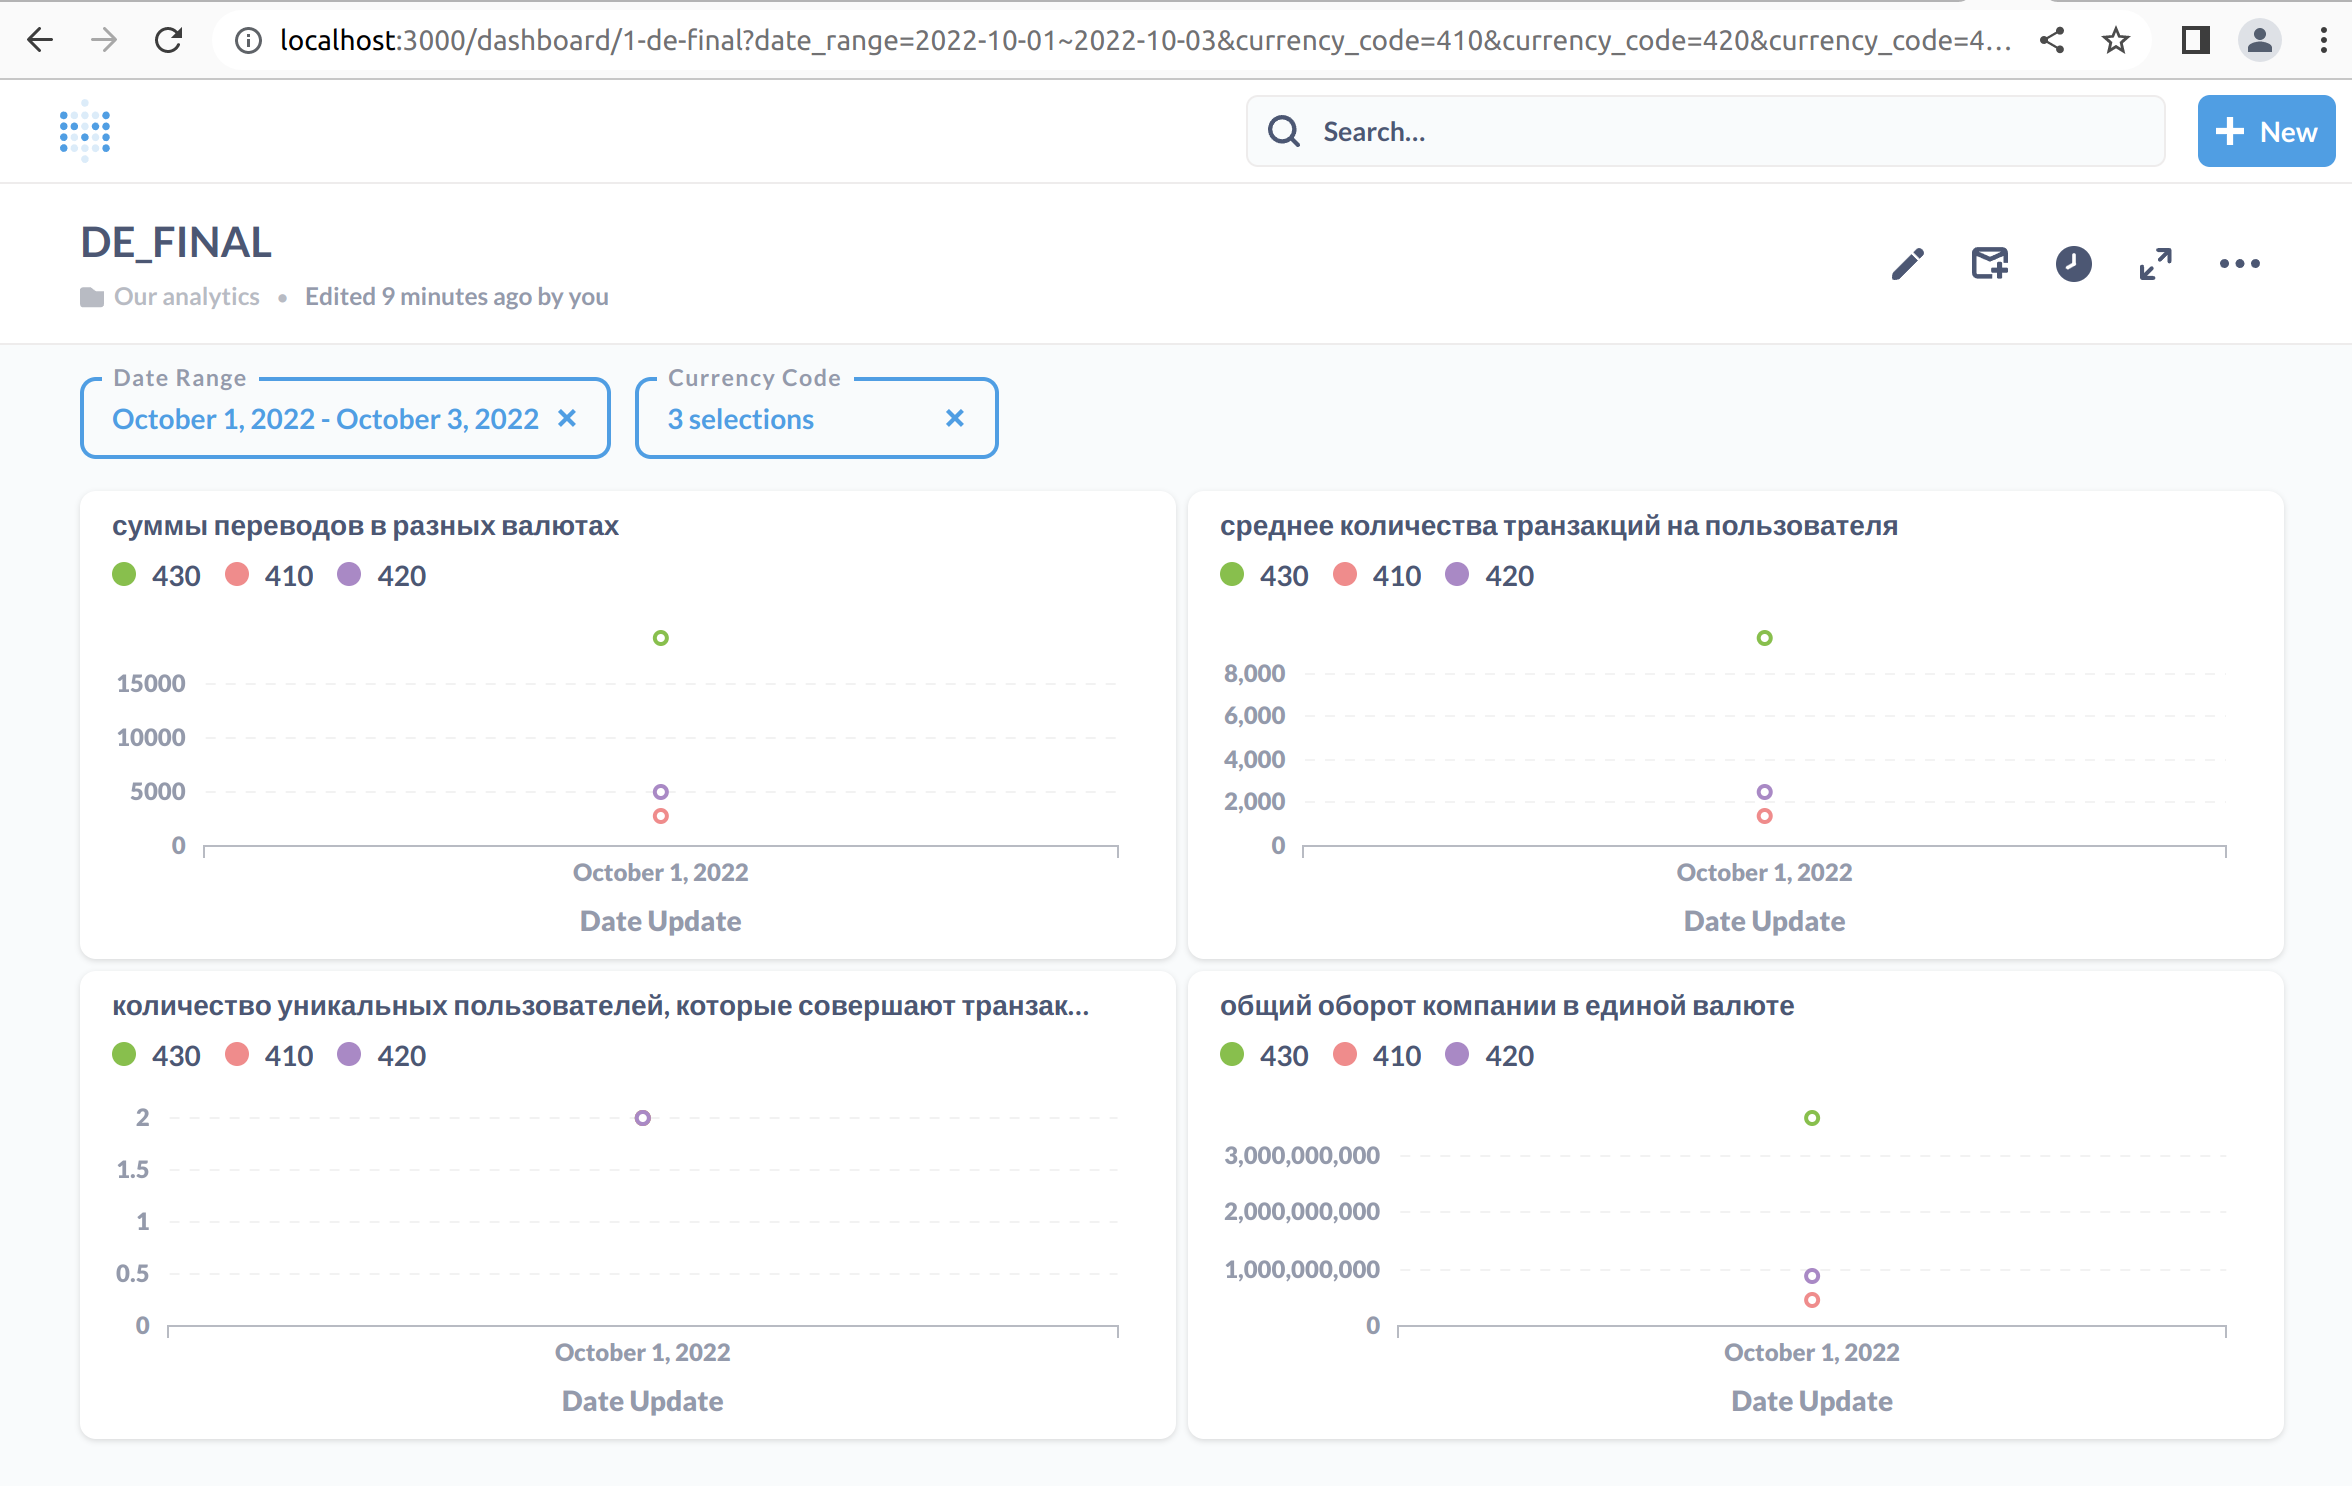 localhost:3000/dashboard/1-de-final?date_range=2022-10-01~2022-10-03&currency_code=410&currency_code=420&currency_code=4...
Search...
New
DE_FINAL
Our analytics • Edited 9 minutes ago by you
Date Range
October 1, 2022 - October 3, 2022
Currency Code
3 selections
суммы переводов в разных валютах
430 410 420
15000
10000
5000
0
October 1, 2022
Date Update
среднее количества транзакций на пользователя
430 410 420
8,000
6,000
4,000
2,000
0
October 1, 2022
Date Update
количество уникальных пользователей, которые совершают транзак...
430 410 420
2
1.5
1
0.5
0
October 1, 2022
Date Update
общий оборот компании в единой валюте
430 410 420
3,000,000,000
2,000,000,000
1,000,000,000
0
October 1, 2022
Date Update